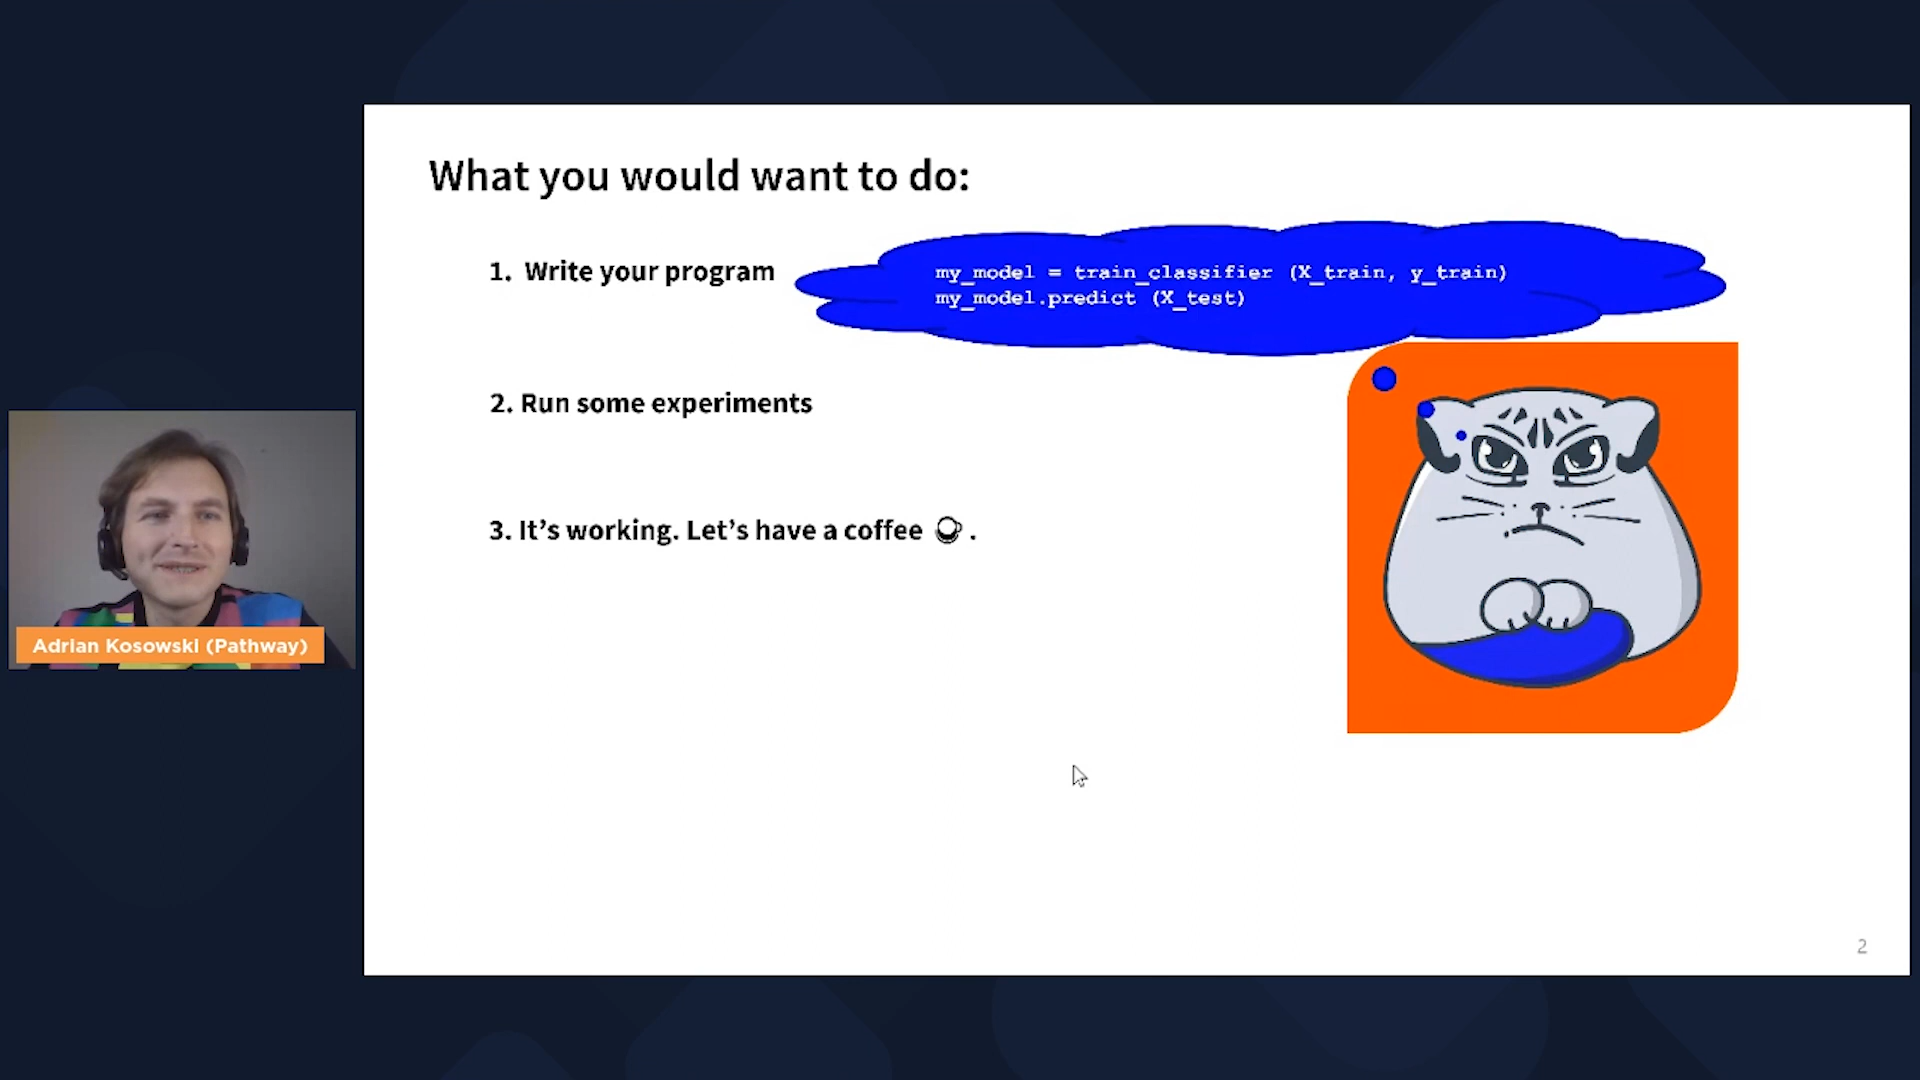 What you would want to do:
1. Write your program
my_model = train_classifier (X_train, y_train)
my_model.predict (X_test)
2. Run some experiments
3. It’s working. Let’s have a coffee ☕ .
Adrian Kosowski (Pathway)
2